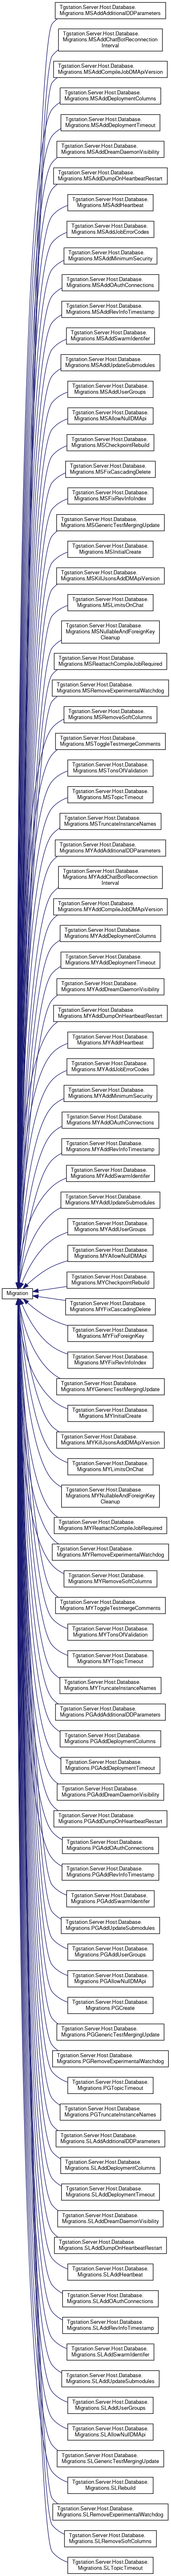 Tgstation.Server.Host.Database.
Migrations.MSAddAdditionalDDParameters
Tgstation.Server.Host.Database.
Migrations.MSAddChatBotReconnection
Interval
Tgstation.Server.Host.Database.
Migrations.MSAddCompileJobDMApiVersion
Tgstation.Server.Host.Database.
Migrations.MSAddDeploymentColumns
Tgstation.Server.Host.Database.
Migrations.MSAddDeploymentTimeout
Tgstation.Server.Host.Database.
Migrations.MSAddDreamDaemonVisibility
Tgstation.Server.Host.Database.
Migrations.MSAddDumpOnHeartbeatRestart
Tgstation.Server.Host.Database.
Migrations.MSAddHeartbeat
Tgstation.Server.Host.Database.
Migrations.MSAddJobErrorCodes
Tgstation.Server.Host.Database.
Migrations.MSAddMinimumSecurity
Tgstation.Server.Host.Database.
Migrations.MSAddOAuthConnections
Tgstation.Server.Host.Database.
Migrations.MSAddRevInfoTimestamp
Tgstation.Server.Host.Database.
Migrations.MSAddSwarmIdentifer
Tgstation.Server.Host.Database.
Migrations.MSAddUpdateSubmodules
Tgstation.Server.Host.Database.
Migrations.MSAddUserGroups
Tgstation.Server.Host.Database.
Migrations.MSAllowNullDMApi
Tgstation.Server.Host.Database.
Migrations.MSCheckpointRebuild
Tgstation.Server.Host.Database.
Migrations.MSFixCascadingDelete
Tgstation.Server.Host.Database.
Migrations.MSFixRevInfoIndex
Tgstation.Server.Host.Database.
Migrations.MSGenericTestMergingUpdate
Tgstation.Server.Host.Database.
Migrations.MSInitialCreate
Tgstation.Server.Host.Database.
Migrations.MSKillJsonsAddDMApiVersion
Tgstation.Server.Host.Database.
Migrations.MSLimitsOnChat
Tgstation.Server.Host.Database.
Migrations.MSNullableAndForeignKey
Cleanup
Tgstation.Server.Host.Database.
Migrations.MSReattachCompileJobRequired
Tgstation.Server.Host.Database.
Migrations.MSRemoveExperimentalWatchdog
Tgstation.Server.Host.Database.
Migrations.MSRemoveSoftColumns
Tgstation.Server.Host.Database.
Migrations.MSToggleTestmergeComments
Tgstation.Server.Host.Database.
Migrations.MSTonsOfValidation
Tgstation.Server.Host.Database.
Migrations.MSTopicTimeout
Tgstation.Server.Host.Database.
Migrations.MSTruncateInstanceNames
Tgstation.Server.Host.Database.
Migrations.MYAddAdditionalDDParameters
Tgstation.Server.Host.Database.
Migrations.MYAddChatBotReconnection
Interval
Tgstation.Server.Host.Database.
Migrations.MYAddCompileJobDMApiVersion
Tgstation.Server.Host.Database.
Migrations.MYAddDeploymentColumns
Tgstation.Server.Host.Database.
Migrations.MYAddDeploymentTimeout
Tgstation.Server.Host.Database.
Migrations.MYAddDreamDaemonVisibility
Tgstation.Server.Host.Database.
Migrations.MYAddDumpOnHeartbeatRestart
Tgstation.Server.Host.Database.
Migrations.MYAddHeartbeat
Tgstation.Server.Host.Database.
Migrations.MYAddJobErrorCodes
Tgstation.Server.Host.Database.
Migrations.MYAddMinimumSecurity
Tgstation.Server.Host.Database.
Migrations.MYAddOAuthConnections
Tgstation.Server.Host.Database.
Migrations.MYAddRevInfoTimestamp
Tgstation.Server.Host.Database.
Migrations.MYAddSwarmIdentifer
Tgstation.Server.Host.Database.
Migrations.MYAddUpdateSubmodules
Tgstation.Server.Host.Database.
Migrations.MYAddUserGroups
Tgstation.Server.Host.Database.
Migrations.MYAllowNullDMApi
Tgstation.Server.Host.Database.
Migrations.MYCheckpointRebuild
Migration
Tgstation.Server.Host.Database.
Migrations.MYFixCascadingDelete
Tgstation.Server.Host.Database.
Migrations.MYFixForeignKey
Tgstation.Server.Host.Database.
Migrations.MYFixRevInfoIndex
Tgstation.Server.Host.Database.
Migrations.MYGenericTestMergingUpdate
Tgstation.Server.Host.Database.
Migrations.MYInitialCreate
Tgstation.Server.Host.Database.
Migrations.MYKillJsonsAddDMApiVersion
Tgstation.Server.Host.Database.
Migrations.MYLimitsOnChat
Tgstation.Server.Host.Database.
Migrations.MYNullableAndForeignKey
Cleanup
Tgstation.Server.Host.Database.
Migrations.MYReattachCompileJobRequired
Tgstation.Server.Host.Database.
Migrations.MYRemoveExperimentalWatchdog
Tgstation.Server.Host.Database.
Migrations.MYRemoveSoftColumns
Tgstation.Server.Host.Database.
Migrations.MYToggleTestmergeComments
Tgstation.Server.Host.Database.
Migrations.MYTonsOfValidation
Tgstation.Server.Host.Database.
Migrations.MYTopicTimeout
Tgstation.Server.Host.Database.
Migrations.MYTruncateInstanceNames
Tgstation.Server.Host.Database.
Migrations.PGAddAdditionalDDParameters
Tgstation.Server.Host.Database.
Migrations.PGAddDeploymentColumns
Tgstation.Server.Host.Database.
Migrations.PGAddDeploymentTimeout
Tgstation.Server.Host.Database.
Migrations.PGAddDreamDaemonVisibility
Tgstation.Server.Host.Database.
Migrations.PGAddDumpOnHeartbeatRestart
Tgstation.Server.Host.Database.
Migrations.PGAddOAuthConnections
Tgstation.Server.Host.Database.
Migrations.PGAddRevInfoTimestamp
Tgstation.Server.Host.Database.
Migrations.PGAddSwarmIdentifer
Tgstation.Server.Host.Database.
Migrations.PGAddUpdateSubmodules
Tgstation.Server.Host.Database.
Migrations.PGAddUserGroups
Tgstation.Server.Host.Database.
Migrations.PGAllowNullDMApi
Tgstation.Server.Host.Database.
Migrations.PGCreate
Tgstation.Server.Host.Database.
Migrations.PGGenericTestMergingUpdate
Tgstation.Server.Host.Database.
Migrations.PGRemoveExperimentalWatchdog
Tgstation.Server.Host.Database.
Migrations.PGTopicTimeout
Tgstation.Server.Host.Database.
Migrations.PGTruncateInstanceNames
Tgstation.Server.Host.Database.
Migrations.SLAddAdditionalDDParameters
Tgstation.Server.Host.Database.
Migrations.SLAddDeploymentColumns
Tgstation.Server.Host.Database.
Migrations.SLAddDeploymentTimeout
Tgstation.Server.Host.Database.
Migrations.SLAddDreamDaemonVisibility
Tgstation.Server.Host.Database.
Migrations.SLAddDumpOnHeartbeatRestart
Tgstation.Server.Host.Database.
Migrations.SLAddHeartbeat
Tgstation.Server.Host.Database.
Migrations.SLAddOAuthConnections
Tgstation.Server.Host.Database.
Migrations.SLAddRevInfoTimestamp
Tgstation.Server.Host.Database.
Migrations.SLAddSwarmIdentifer
Tgstation.Server.Host.Database.
Migrations.SLAddUpdateSubmodules
Tgstation.Server.Host.Database.
Migrations.SLAddUserGroups
Tgstation.Server.Host.Database.
Migrations.SLAllowNullDMApi
Tgstation.Server.Host.Database.
Migrations.SLGenericTestMergingUpdate
Tgstation.Server.Host.Database.
Migrations.SLRebuild
Tgstation.Server.Host.Database.
Migrations.SLRemoveExperimentalWatchdog
Tgstation.Server.Host.Database.
Migrations.SLRemoveSoftColumns
Tgstation.Server.Host.Database.
Migrations.SLTopicTimeout